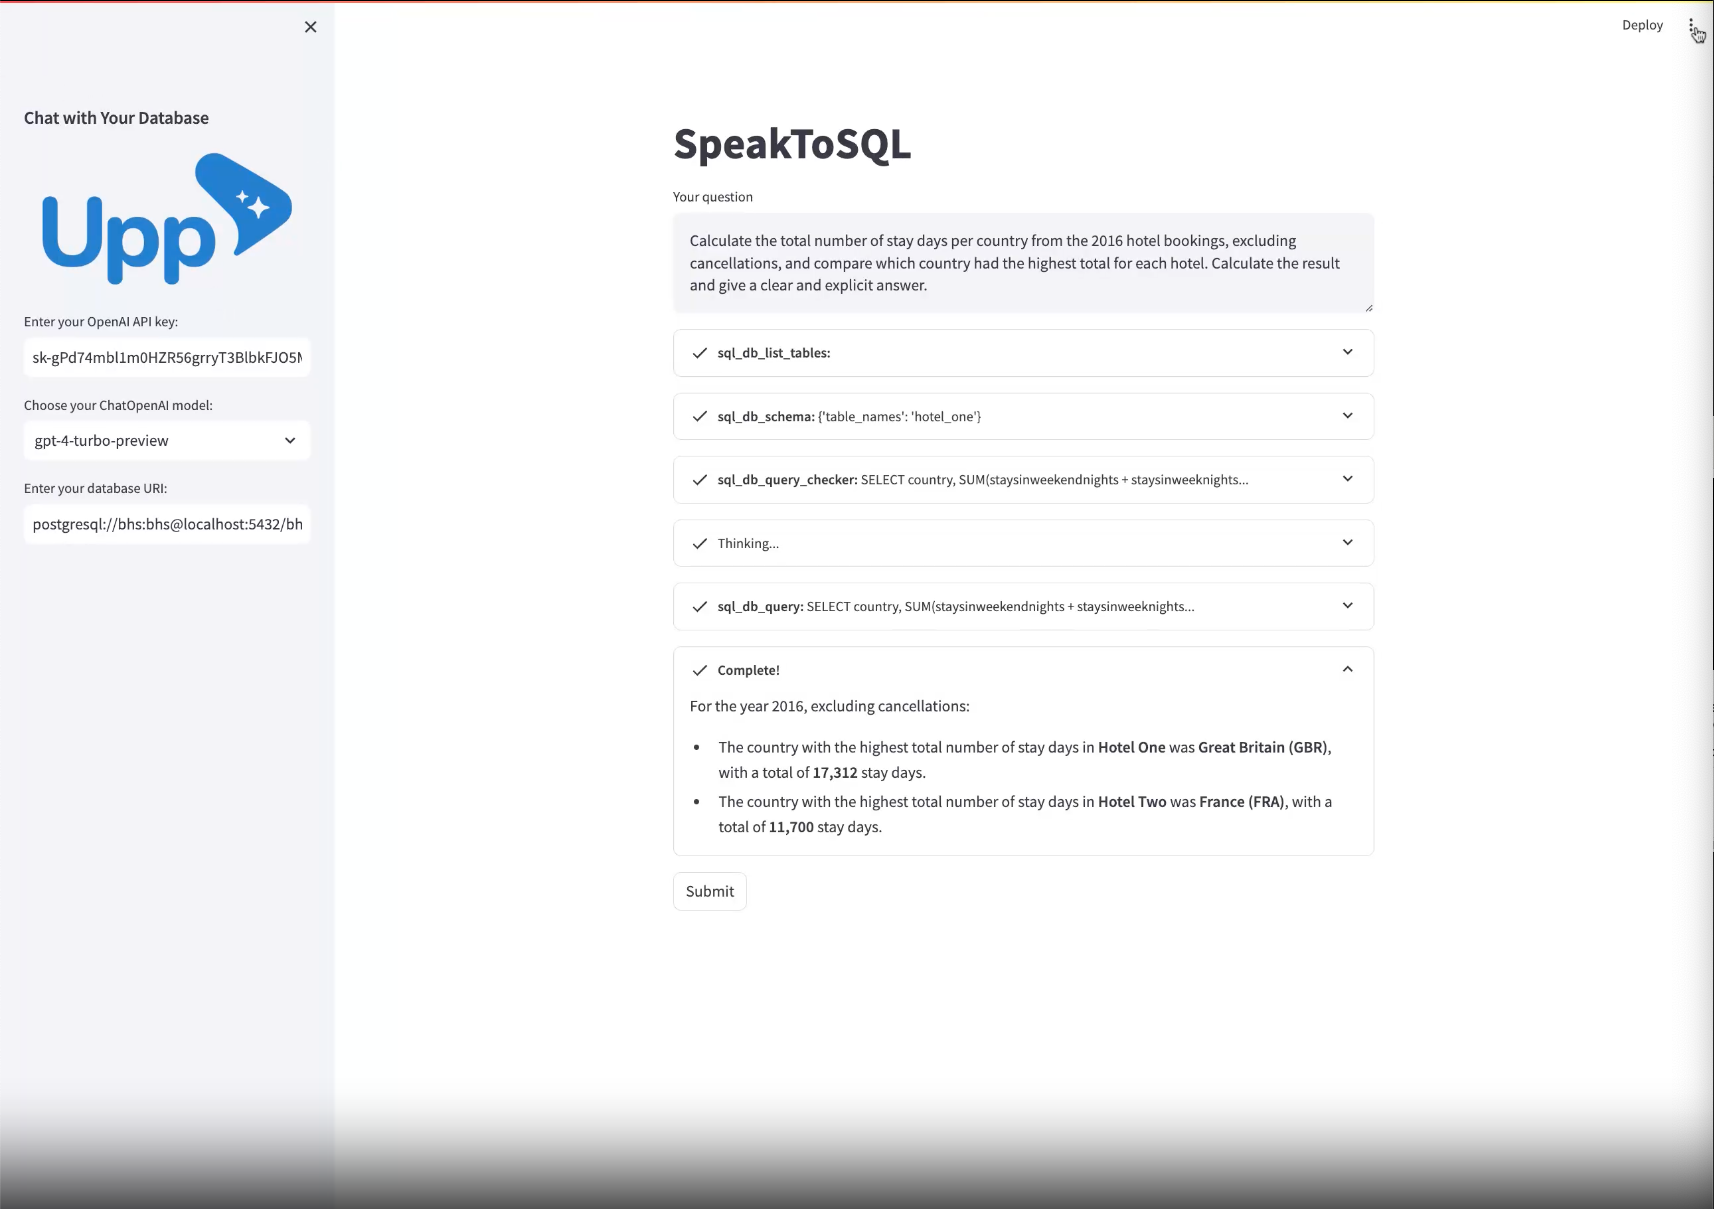 Deploy
Chat with Your Database
Upp
Enter your OpenAI API key:
sk-gPd74mbl1m0HZR56grryT3BlbkFJO5M
Choose your ChatOpenAI model:
gpt-4-turbo-preview
Enter your database URI:
postgresql://bhs:bhs@localhost:5432/bh
SpeakToSQL
Your question
Calculate the total number of stay days per country from the 2016 hotel bookings, excluding
cancellations, and compare which country had the highest total for each hotel. Calculate the result
and give a clear and explicit answer.
sql_db_list_tables:
sql_db_schema: {'table_names': 'hotel_one'}
sql_db_query_checker: SELECT country, SUM(staysinweekendnights + staysinweeknights...
Thinking...
sql_db_query: SELECT country, SUM(staysinweekendnights + staysinweeknights...
Complete!
For the year 2016, excluding cancellations:
• The country with the highest total number of stay days in Hotel One was Great Britain (GBR),
with a total of 17,312 stay days.
• The country with the highest total number of stay days in Hotel Two was France (FRA), with a
total of 11,700 stay days.
Submit